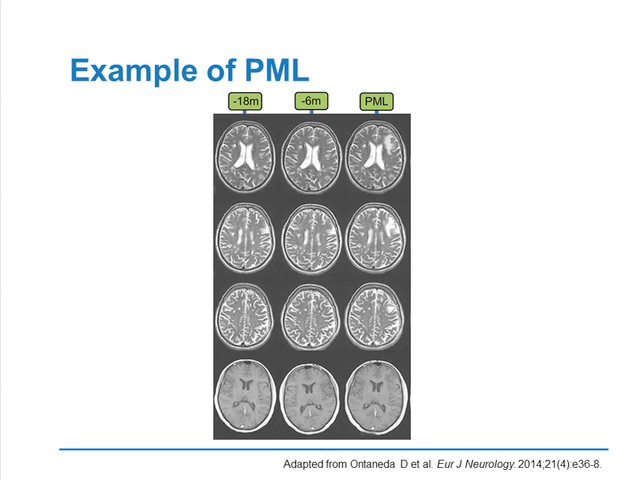 Example of PML
-18m
-6m
PML
Adapted from Ontaneda D et al. Eur J Neurology. 2014;21(4):e36-8.